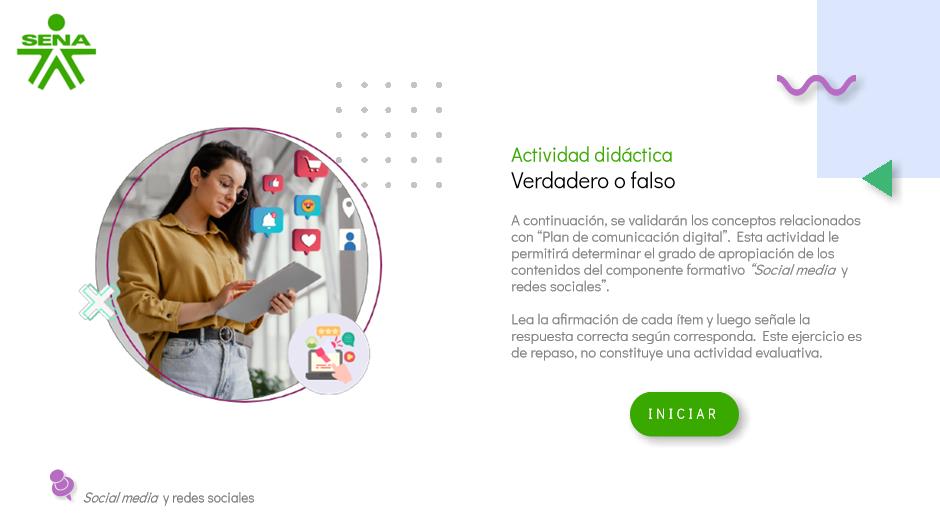 SENA
Actividad didáctica
Verdadero o falso
A continuación, se validarán los conceptos relacionados
con “Plan de comunicación digital”. Esta actividad le
permitirá determinar el grado de apropiación de los
contenidos del componente formativo “Social media y
redes sociales”.
Lea la afirmación de cada ítem y luego señale la
respuesta correcta según corresponda. Este ejercicio es
de repaso, no constituye una actividad evaluativa.
INICIAR
Social media y redes sociales